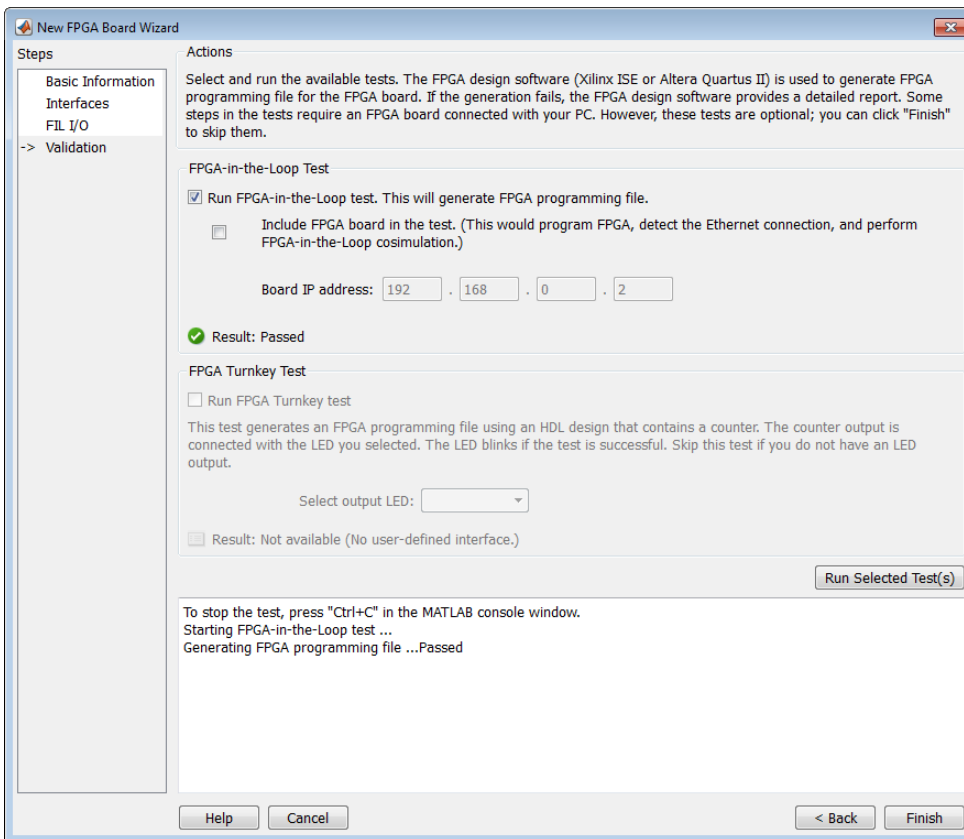 New FPGA Board Wizard
Steps
Basic Information
Interfaces
FIL I/O
-> Validation
Actions
Select and run the available tests. The FPGA design software (Xilinx ISE or Altera Quartus II) is used to generate FPGA
programming file for the FPGA board. If the generation fails, the FPGA design software provides a detailed report. Some
steps in the tests require an FPGA board connected with your PC. However, these tests are optional; you can click "Finish"
to skip them.
FPGA-in-the-Loop Test
Run FPGA-in-the-Loop test. This will generate FPGA programming file.
Include FPGA board in the test. (This would program FPGA, detect the Ethernet connection, and perform
FPGA-in-the-Loop cosimulation.)
Board IP address: 192 . 168 . 0 . 2
Result: Passed
FPGA Turnkey Test
Run FPGA Turnkey test
This test generates an FPGA programming file using an HDL design that contains a counter. The counter output is
connected with the LED you selected. The LED blinks if the test is successful. Skip this test if you do not have an LED
output.
Select output LED:
Result: Not available (No user-defined interface.)
Run Selected Test(s)
To stop the test, press "Ctrl+C" in the MATLAB console window.
Starting FPGA-in-the-Loop test ...
Generating FPGA programming file ...Passed
Help Cancel < Back Finish